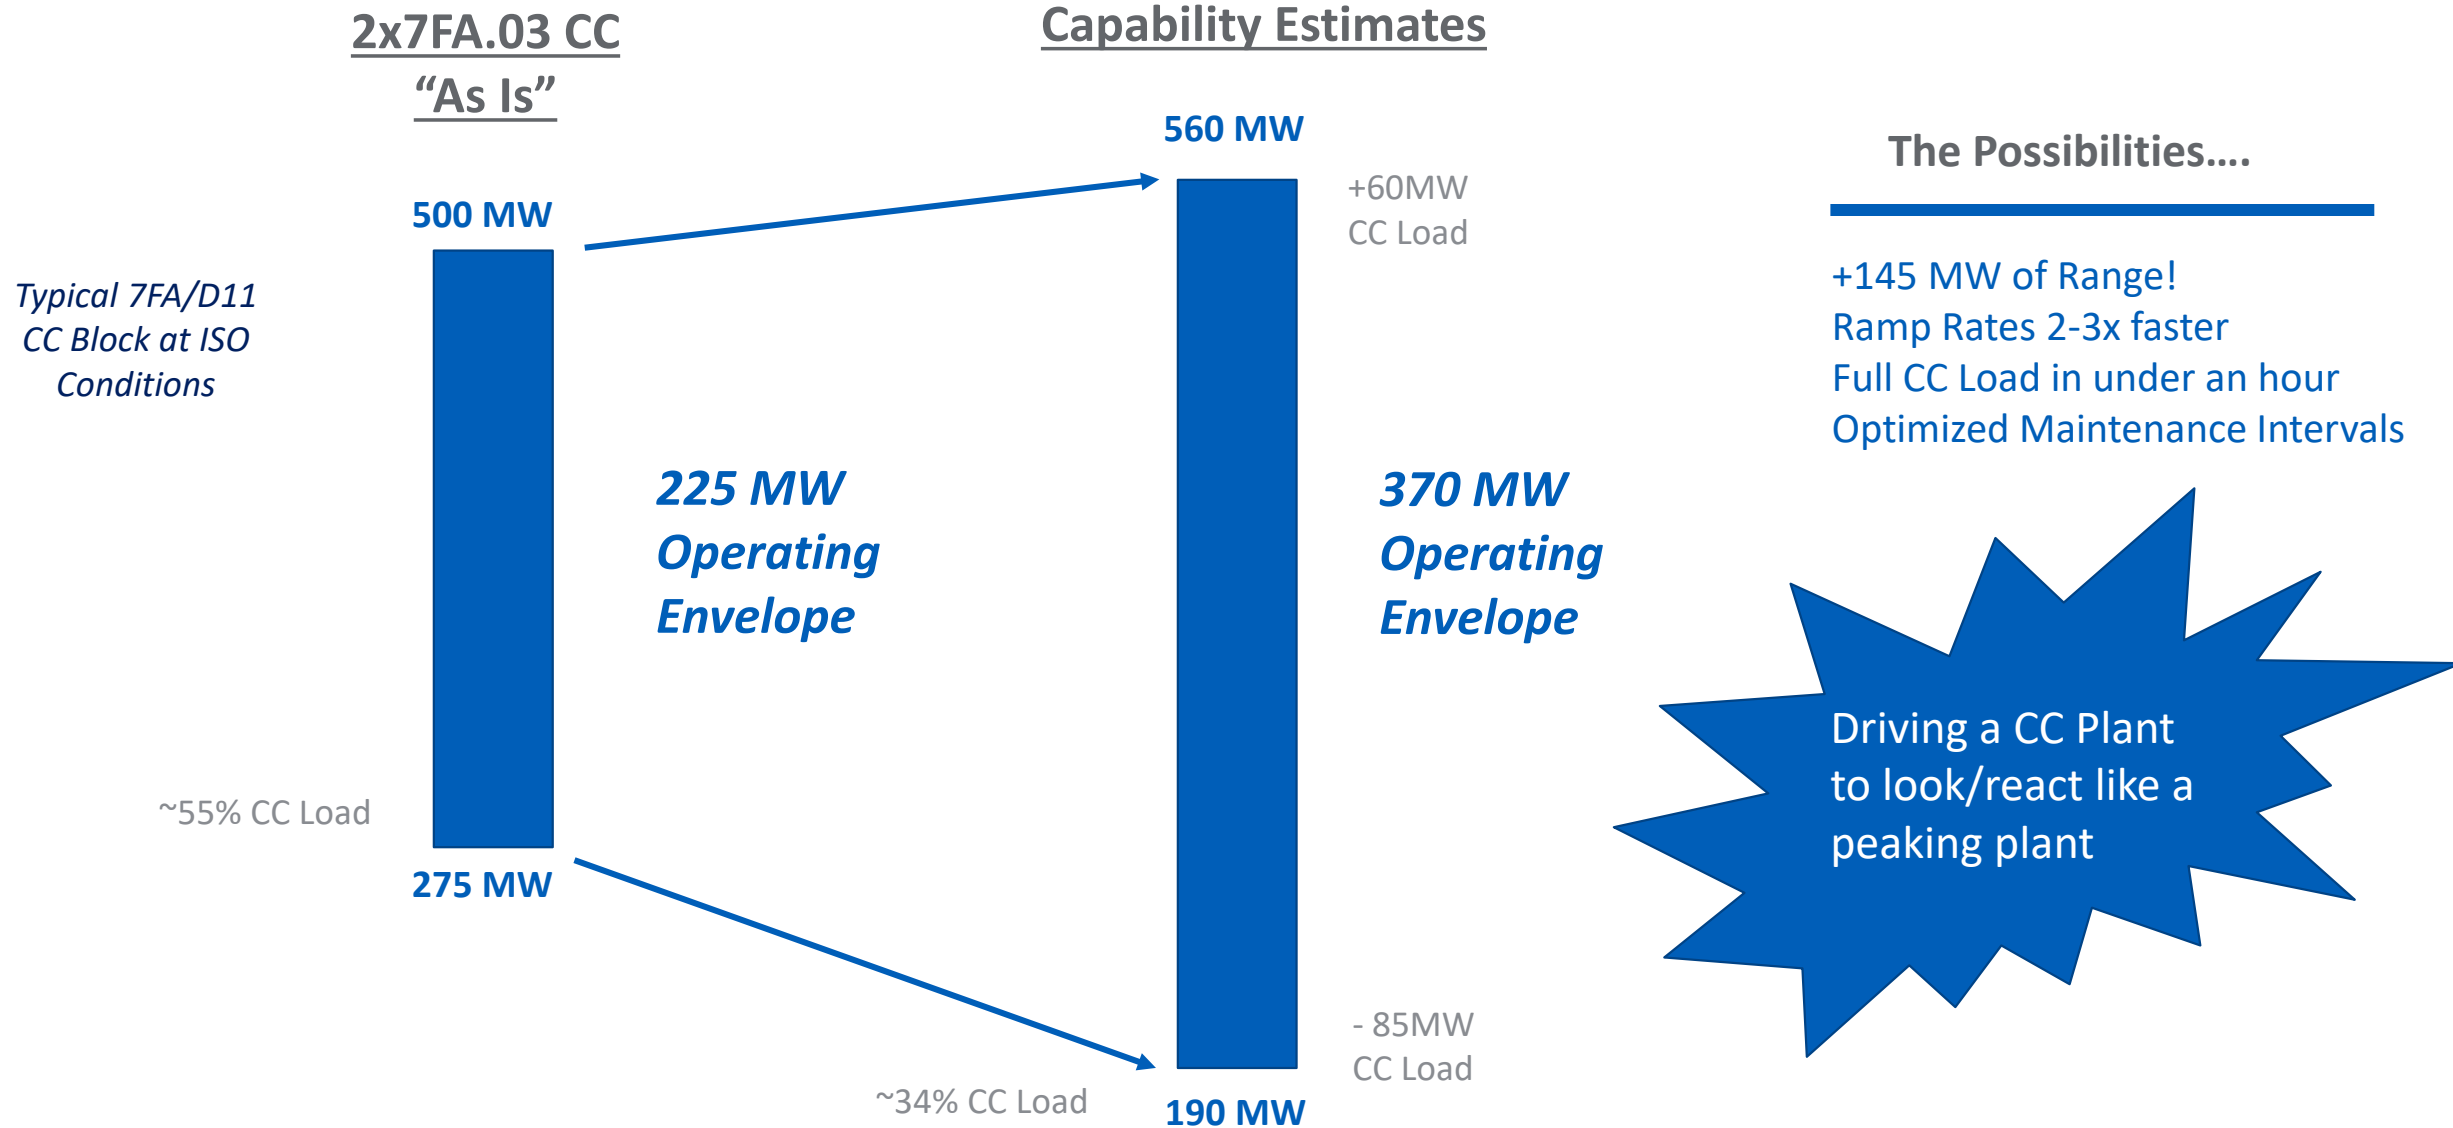 2x7FA.03 CC
“As Is”
Capability Estimates
500 MW
560 MW
+60MW
CC Load
Typical 7FA/D11
CC Block at ISO
Conditions
225 MW
Operating
Envelope
370 MW
Operating
Envelope
~55% CC Load
275 MW
- 85MW
CC Load
~34% CC Load
190 MW
The Possibilities....
+145 MW of Range!
Ramp Rates 2-3x faster
Full CC Load in under an hour
Optimized Maintenance Intervals
Driving a CC Plant
to look/react like a
peaking plant